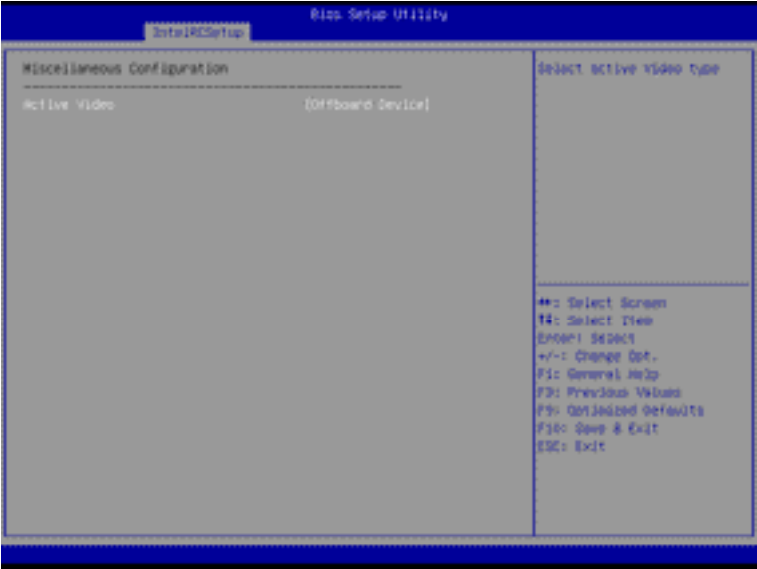 Bios Setup Utility
IntelRCSetup
Miscellaneous Configuration
--------------------------------------------------
Active Video [Offboard Device]
Select active Video type
→←: Select Screen
↑↓: Select Item
Enter: Select
+/-: Change Opt.
F1: General Help
Previous Values
F9: Optimized Defaults
F10: Save & Exit
ESC: Exit